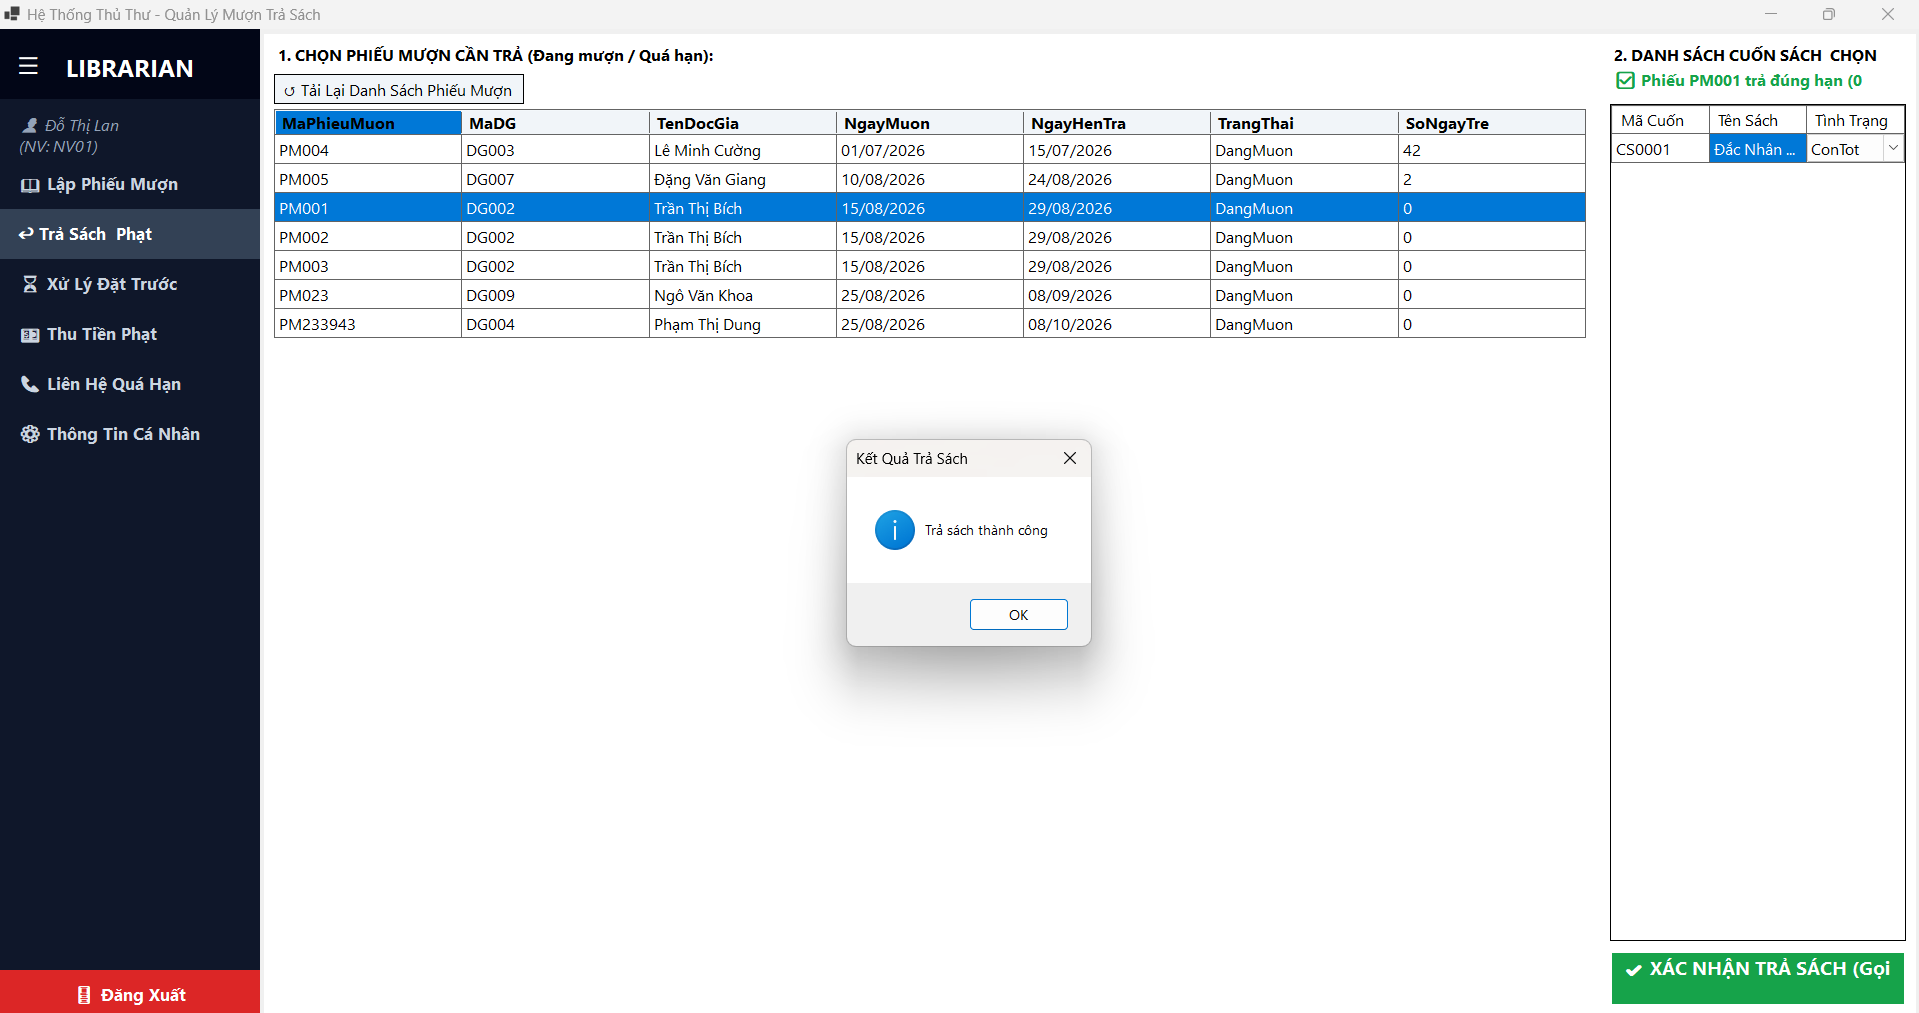 Hệ Thống Thủ Thư - Quản Lý Mượn Trả Sách
LIBRARIAN
Đỗ Thị Lan
(NV: NV01)
Lập Phiếu Mượn
Trả Sách  Phạt
Xử Lý Đặt Trước
Thu Tiền Phạt
Liên Hệ Quá Hạn
Thông Tin Cá Nhân
Đăng Xuất
1. CHỌN PHIẾU MƯỢN CẦN TRẢ (Đang mượn / Quá hạn):
↺ Tải Lại Danh Sách Phiếu Mượn
MaPhieuMuon MaDG TenDocGia NgayMuon NgayHenTra TrangThai SoNgayTre
PM004 DG003 Lê Minh Cường 01/07/2026 15/07/2026 DangMuon 42
PM005 DG007 Đặng Văn Giang 10/08/2026 24/08/2026 DangMuon 2
PM001 DG002 Trần Thị Bích 15/08/2026 29/08/2026 DangMuon 0
PM002 DG002 Trần Thị Bích 15/08/2026 29/08/2026 DangMuon 0
PM003 DG002 Trần Thị Bích 15/08/2026 29/08/2026 DangMuon 0
PM023 DG009 Ngô Văn Khoa 25/08/2026 08/09/2026 DangMuon 0
PM233943 DG004 Phạm Thị Dung 25/08/2026 08/10/2026 DangMuon 0
Kết Quả Trả Sách
Trả sách thành công
OK
2. DANH SÁCH CUỐN SÁCH  CHỌN
Phiếu PM001 trả đúng hạn (0
Mã Cuốn Tên Sách Tình Trạng
CS0001 Đắc Nhân ... ConTot
XÁC NHẬN TRẢ SÁCH (Gọi